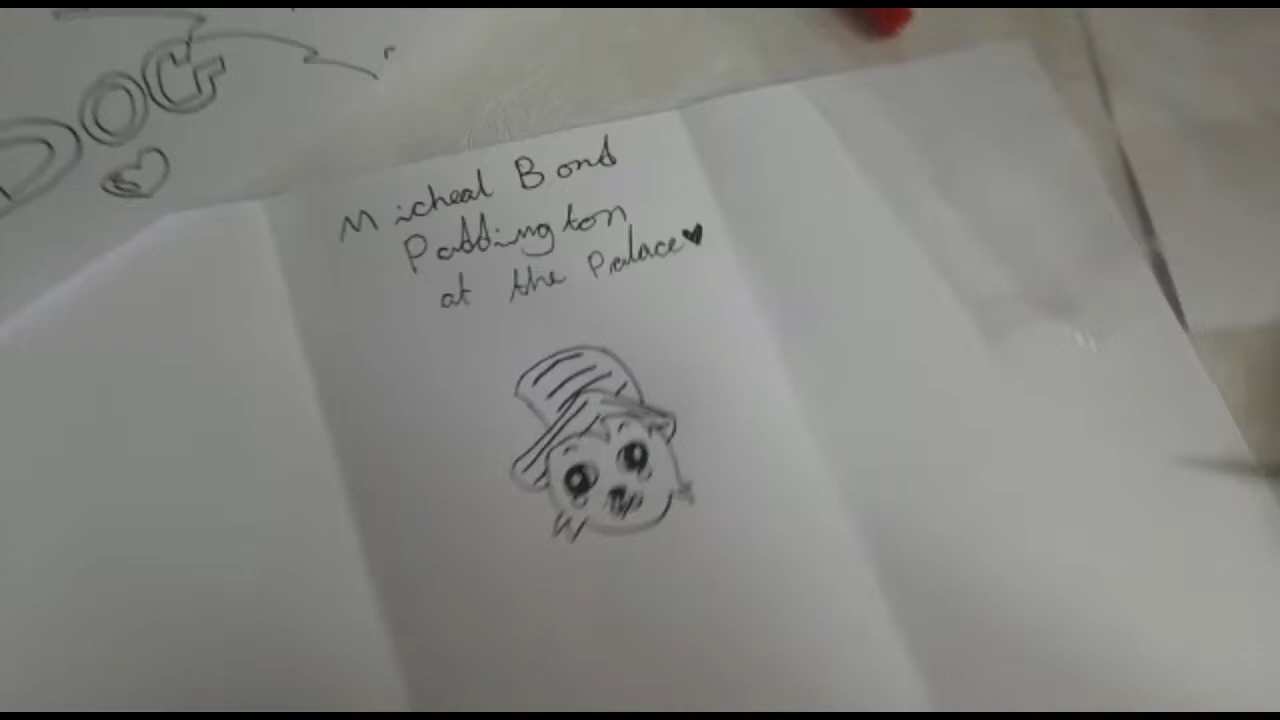 DOG
Micheal Bond
Paddington
at the Palace♥